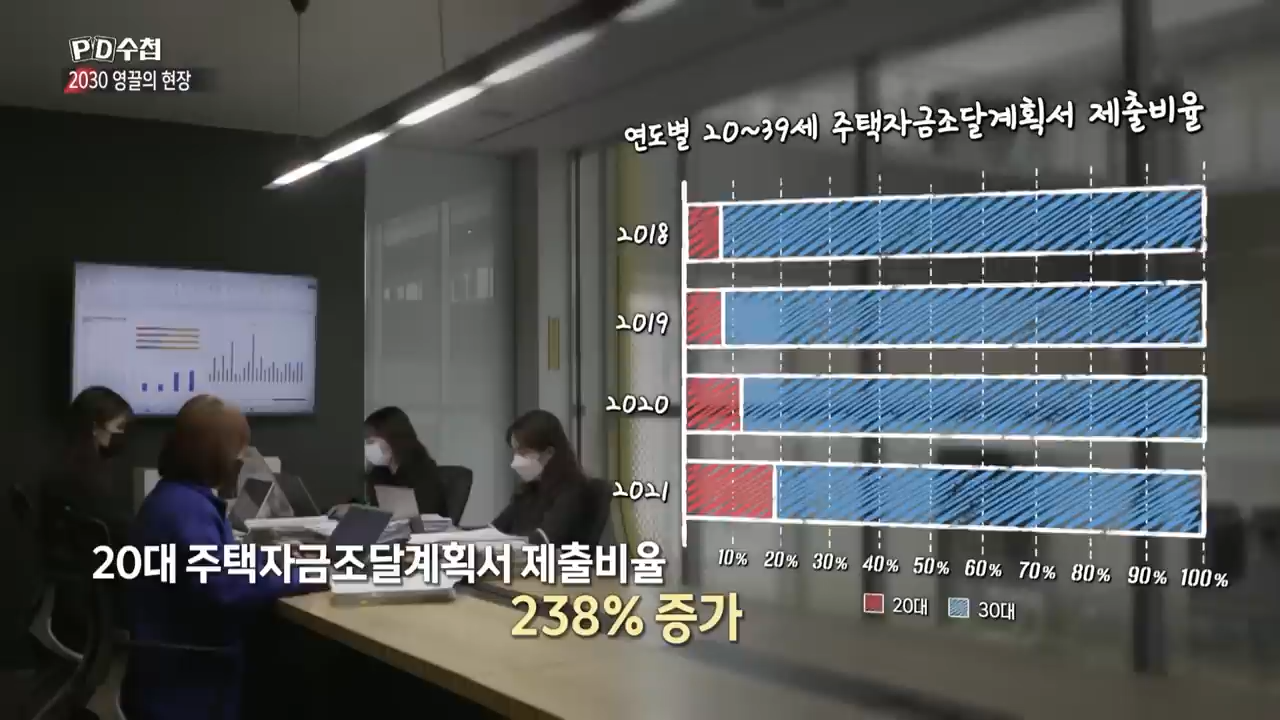 PD수첩
2030 영끌의 현장
연도별 20~39세 주택자금조달계획서 제출비율
2018
2019
2020
2021
10% 20% 30% 40% 50% 60% 70% 80% 90% 100%
20대 30대
20대 주택자금조달계획서 제출비율
238% 증가